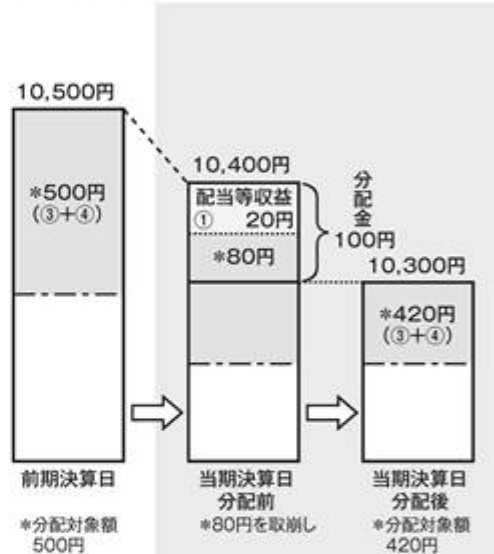 10,500円
*500円
(③+④)
前期決算日
*分配対象額
500円
10,400円
配当等収益
① 20円
*80円
分配金
100円
当期決算日
分配前
*80円を取崩し
10,300円
*420円
(③+④)
当期決算日
分配後
*分配対象額
420円